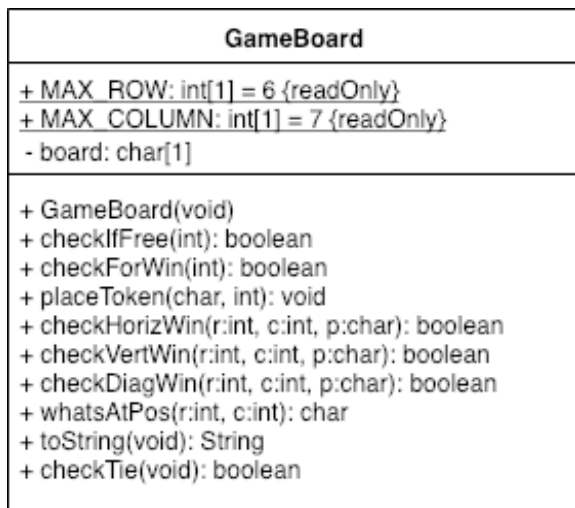 GameBoard
+ MAX_ROW: int[1] = 6 {readOnly}
+ MAX_COLUMN: int[1] = 7 {readOnly}
- board: char[1]
+ GameBoard(void)
+ checkIfFree(int): boolean
+ checkForWin(int): boolean
+ placeToken(char, int): void
+ checkHorizWin(r:int, c:int, p:char): boolean
+ checkVertWin(r:int, c:int, p:char): boolean
+ checkDiagWin(r:int, c:int, p:char): boolean
+ whatsAtPos(r:int, c:int): char
+ toString(void): String
+ checkTie(void): boolean